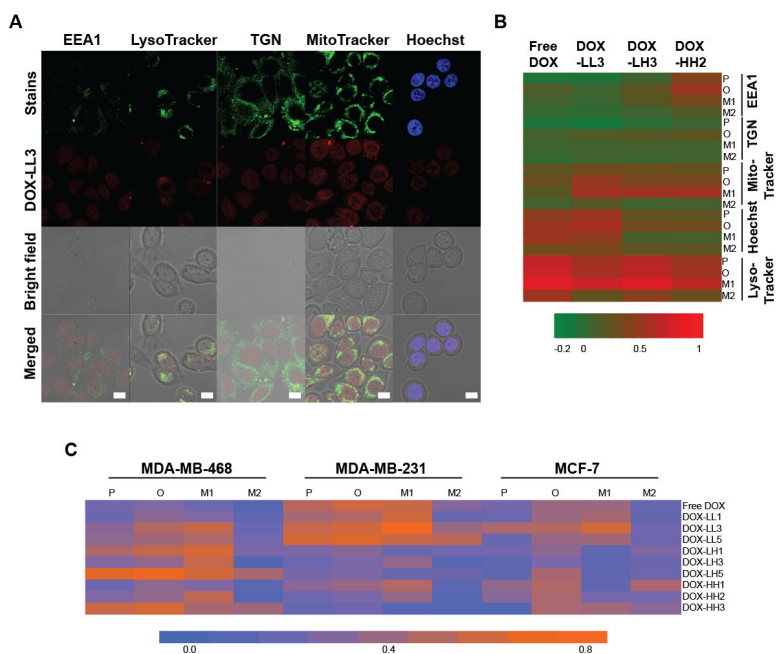 A
EEA1 LysoTracker TGN MitoTracker Hoechst
Stains
DOX-LL3
Bright field
Merged
B
Free DOX DOX DOX
DOX -LL3 -LH3 -HH2
P
O
M1
M2
EEA1
P
O
M1
M2
TGN
P
O
M1
M2
Mito-
Tracker
P
O
M1
M2
Hoechst
P
O
M1
M2
Lyso-
Tracker
-0.2 0 0.5 1
C
MDA-MB-468 MDA-MB-231 MCF-7
P O M1 M2 P O M1 M2 P O M1 M2
Free DOX
DOX-LL1
DOX-LL3
DOX-LL5
DOX-LH1
DOX-LH3
DOX-LH5
DOX-HH1
DOX-HH2
DOX-HH3
0.0 0.4 0.8